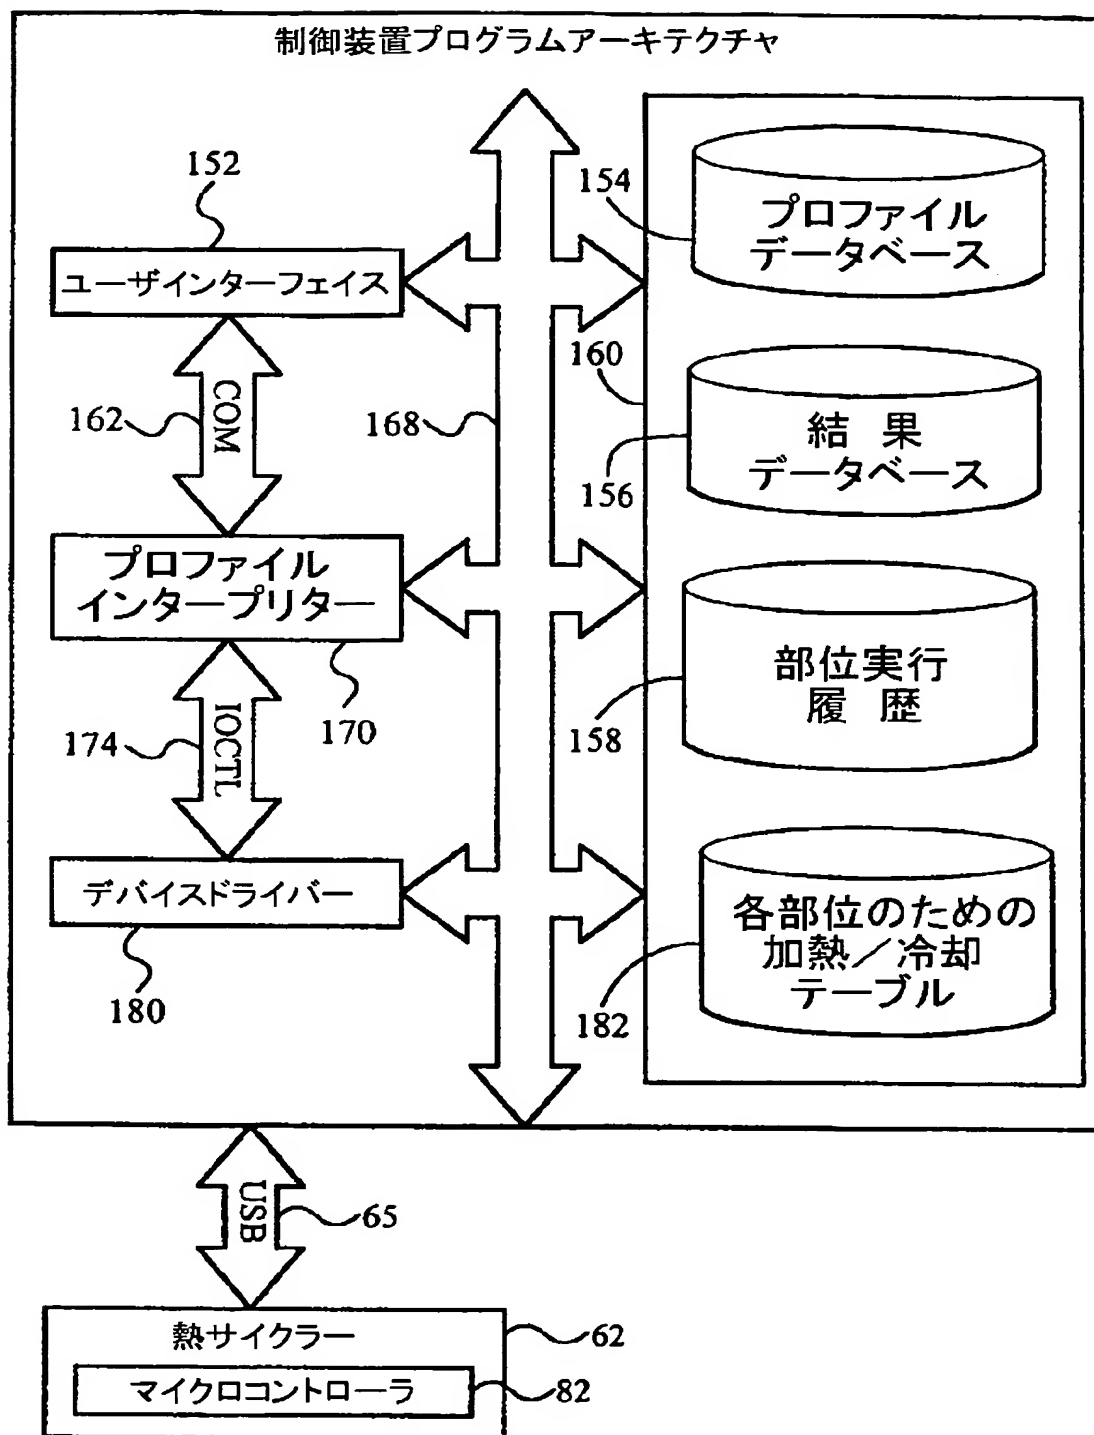 制御装置プログラムアーキテクチャ
152
ユーザインターフェイス
154
プロファイル
データベース
160
162
COM
168
156
結 果
データベース
プロファイル
インタープリター
170
174
IOCTL
158
部位実行
履 歴
デバイスドライバー
180
182
各部位のための
加熱／冷却
テーブル
USB
65
熱サイクラー
62
マイクロコントローラ
82